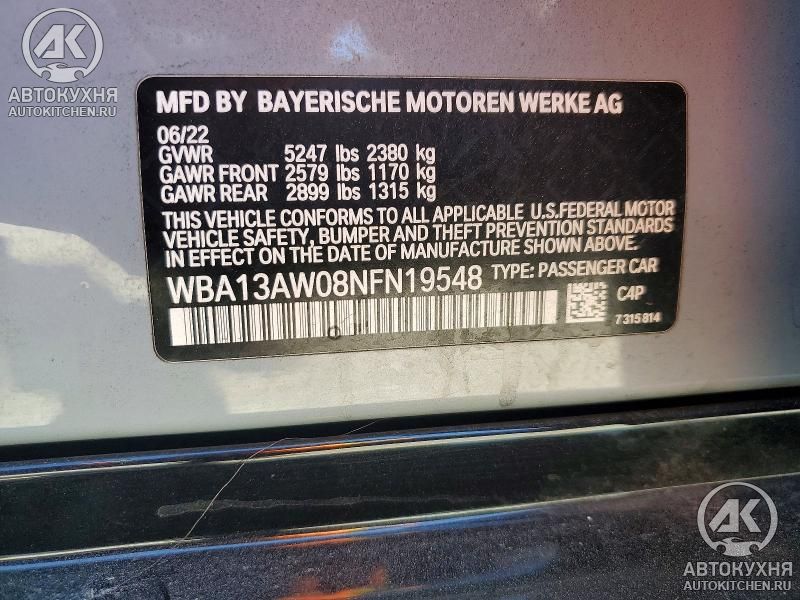 AK
АВТОКУХНЯ
AUTOKITCHEN.RU
MFD BY BAYERISCHE MOTOREN WERKE AG
06/22
GVWR 5247 lbs 2380 kg
GAWR FRONT 2579 lbs 1170 kg
GAWR REAR 2899 lbs 1315 kg
THIS VEHICLE CONFORMS TO ALL APPLICABLE U.S.FEDERAL MOTOR
VEHICLE SAFETY, BUMPER AND THEFT PREVENTION STANDARDS
IN EFFECT ON THE DATE OF MANUFACTURE SHOWN ABOVE.
WBA13AW08NFN19548 TYPE: PASSENGER CAR
C4P
7 315 814
AK
АВТОКУХНЯ
AUTOKITCHEN.RU